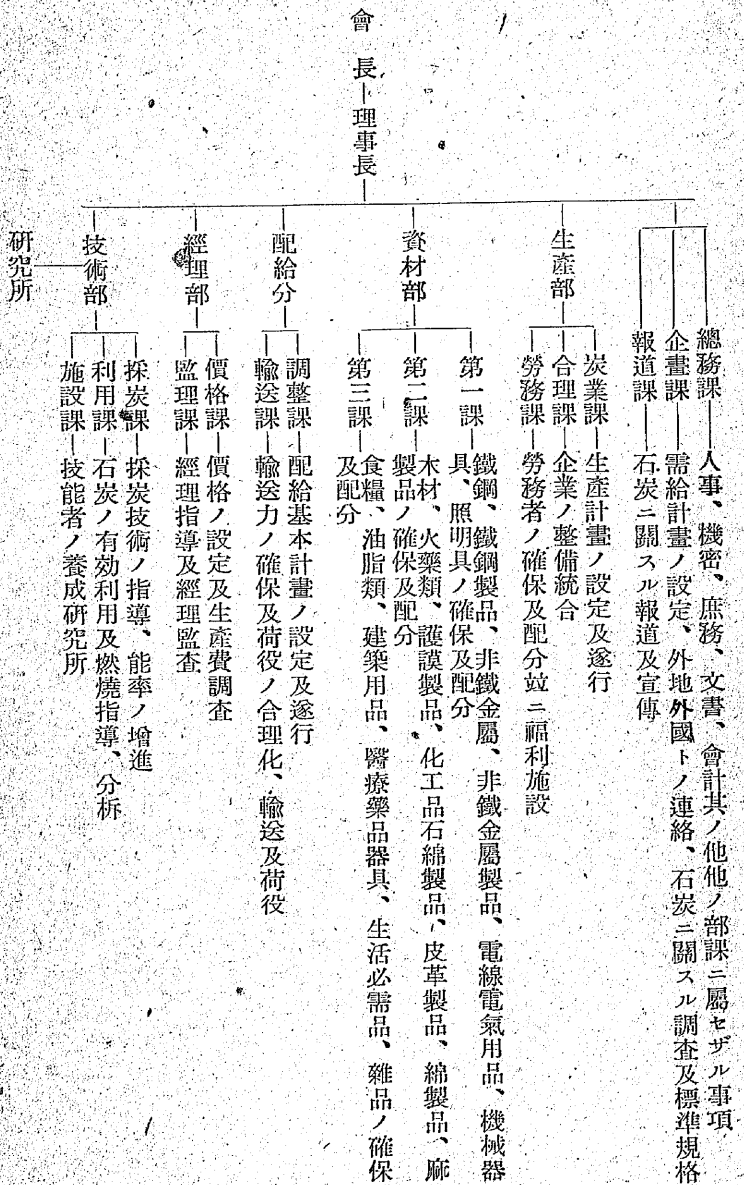 會長
理事長
總務課 人事、機密、庶務、文書、會計其ノ他他ノ部課ニ屬セザル事項
企畫課 需給計畫ノ設定、外地外國トノ連絡、石炭ニ關スル調查及標準規格
報道課 石炭ニ關スル報道及宣傳
生產部
炭業課 生產計畫ノ設定及遂行
合理課 企業ノ整備統合
勞務課 勞務者ノ確保及配分竝ニ福利施設
資材部
第一課 鐵鋼、鐵鋼製品、非鐵金屬、非鐵金屬製品、電線電氣用品、機械器
具、照明具ノ確保及配分
第二課 木材、火藥類、護謨製品、化工品石綿製品、皮革製品、綿製品、麻
製品ノ確保及配分
第三課 食糧、油脂類、建築用品、醫療藥品器具、生活必需品、雜品ノ確保
及配分
配給分
調整課 配給基本計畫ノ設定及遂行
輸送課 輸送力ノ確保及荷役ノ合理化、輸送及荷役
經理部
價格課 價格ノ設定及生產費調查
監理課 經理指導及經理監查
技術部
採炭課 採炭技術ノ指導、能率ノ增進
利用課 石炭ノ有効利用及燃燒指導、分析
施設課 技能者ノ養成研究所
研究所